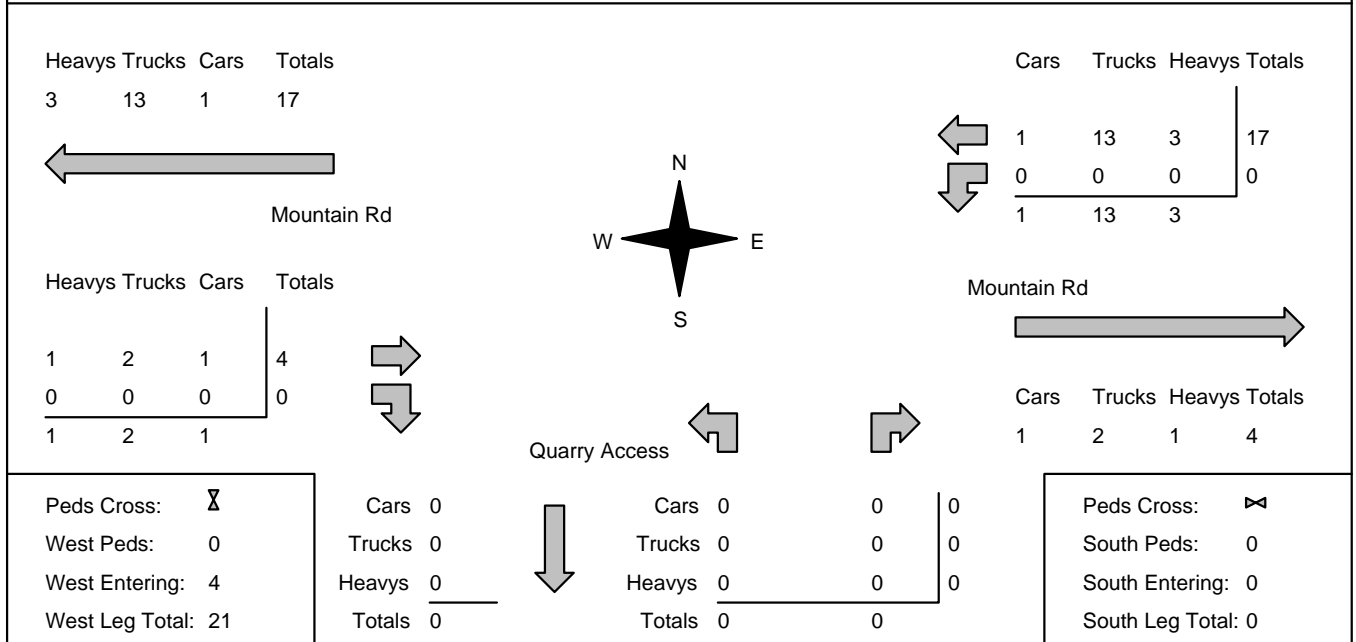 Heavys Trucks Cars Totals
3 13 1 17
Cars Trucks Heavys Totals
1 13 3 17
0 0 0 0
1 13 3
Mountain Rd
N
W E
S
Heavys Trucks Cars Totals
1 2 1 4
0 0 0 0
1 2 1
Mountain Rd
Cars Trucks Heavys Totals
1 2 1 4
Quarry Access
Peds Cross:
West Peds: 0
West Entering: 4
West Leg Total: 21
Cars 0
Trucks 0
Heavys 0
Totals 0
Cars 0 0 0
Trucks 0 0 0
Heavys 0 0 0
Totals 0 0
Peds Cross:
South Peds: 0
South Entering: 0
South Leg Total: 0